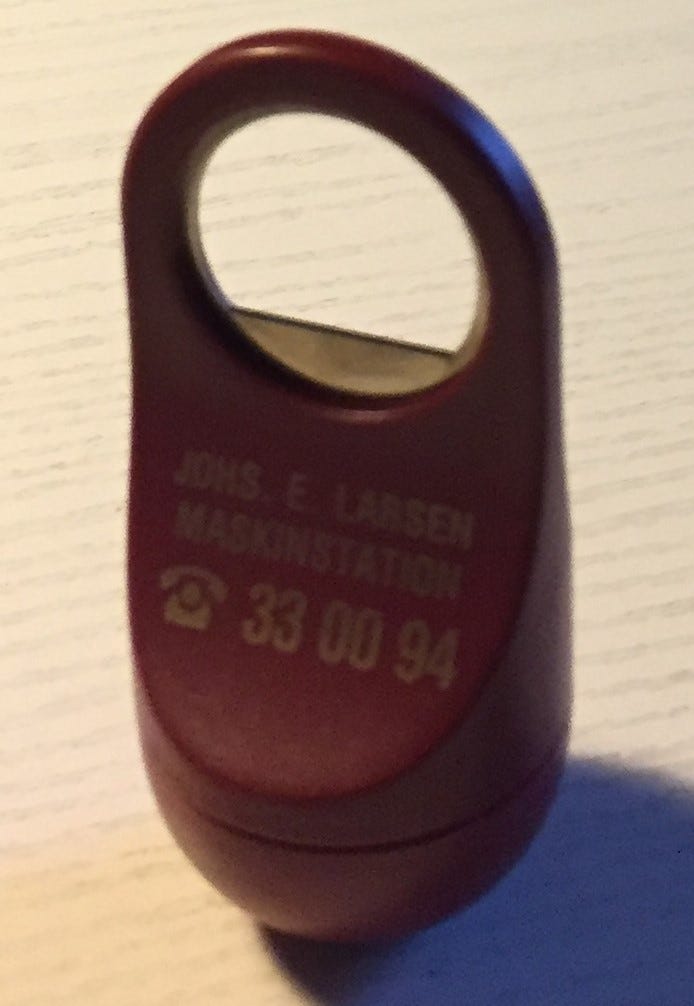 JOHS. E. LARSEN
MASKINSTATION
☎ 33 00 94